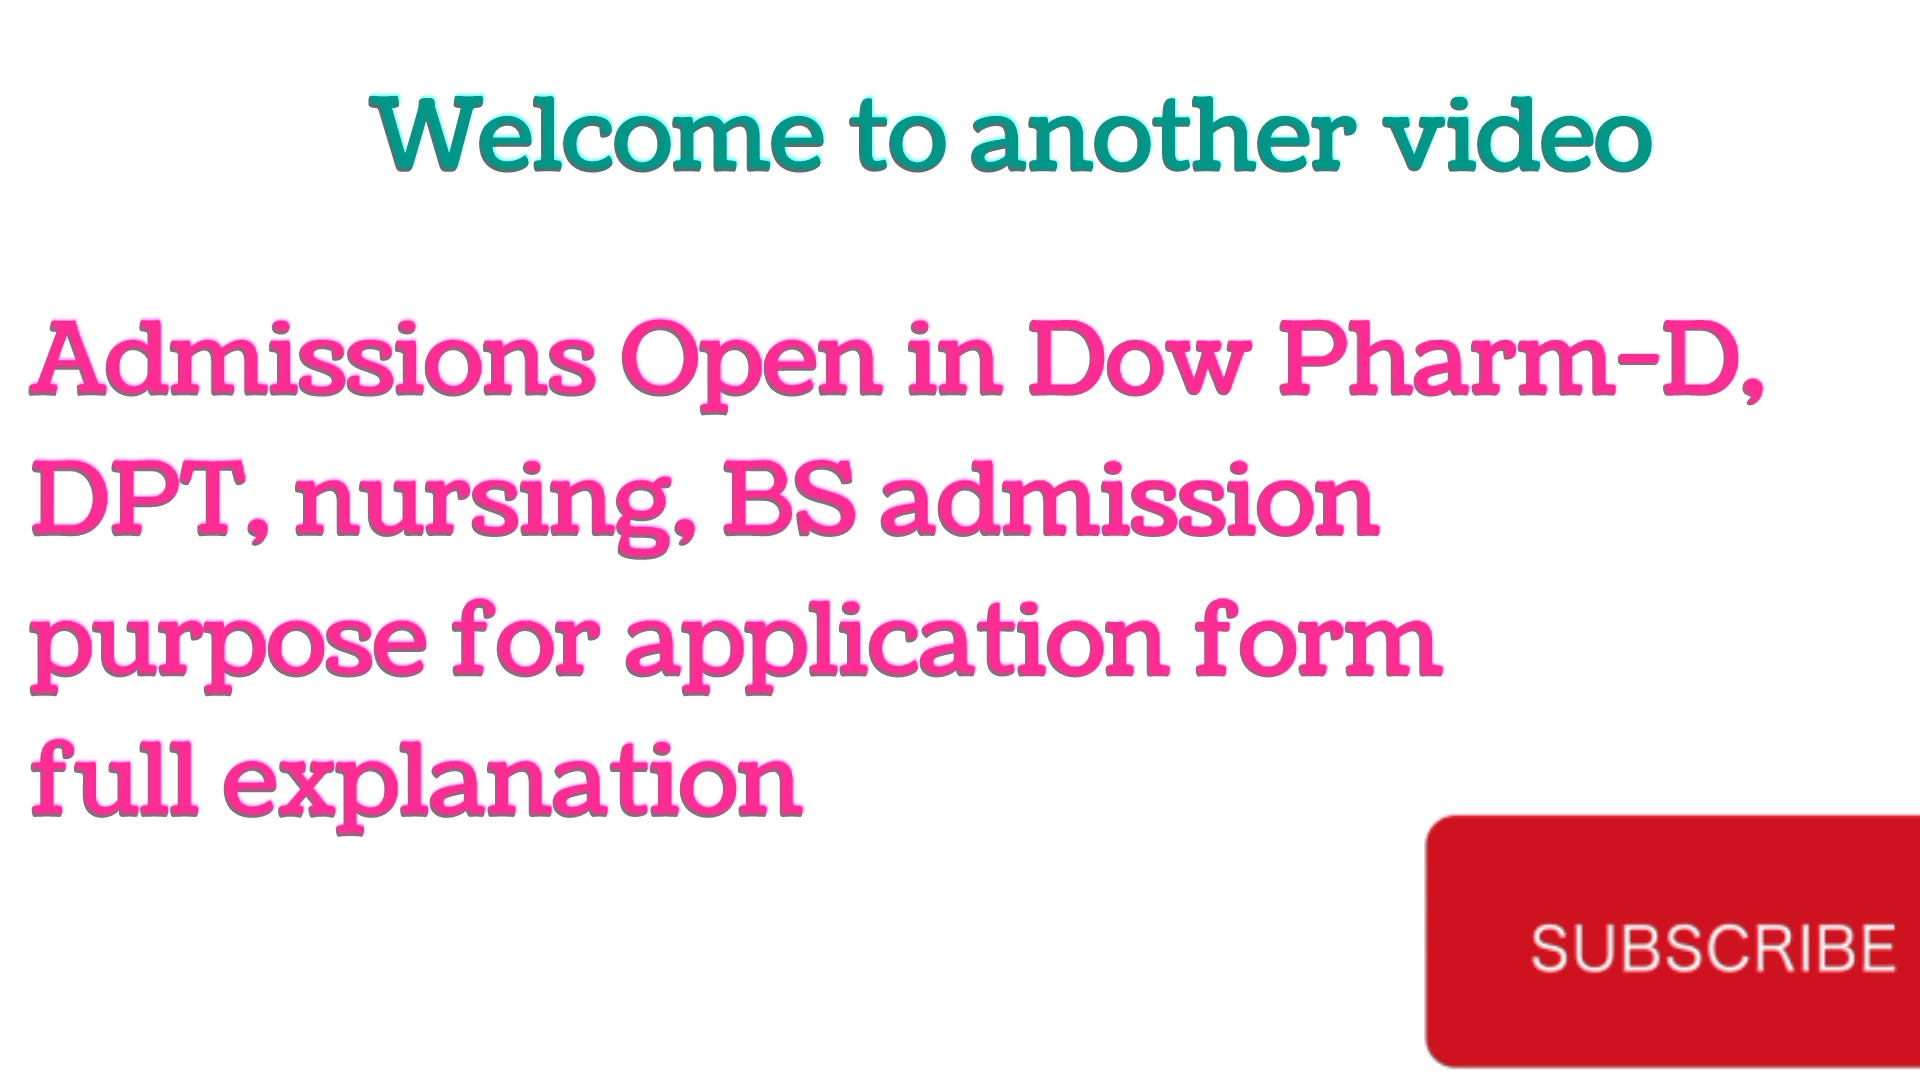 Welcome to another video
Admissions Open in Dow Pharm-D,
DPT, nursing, BS admission
purpose for application form
full explanation
SUBSCRIBE